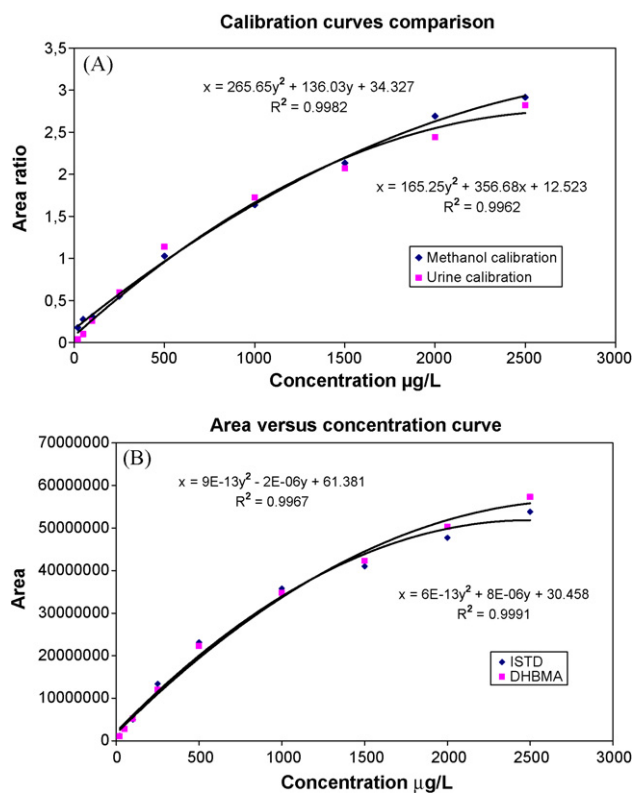 Calibration curves comparison
(A)
x = 265.65y² + 136.03y + 34.327
R² = 0.9982
x = 165.25y² + 356.68x + 12.523
R² = 0.9962
Methanol calibration
Urine calibration
Area ratio
3,5
3
2,5
2
1,5
1
0,5
0
0
500
1000
1500
2000
2500
3000
Concentration µg/L
Area versus concentration curve
(B)
x = 9E-13y² - 2E-06y + 61.381
R² = 0.9967
x = 6E-13y² + 8E-06y + 30.458
R² = 0.9991
ISTD
DHBMA
Area
70000000
60000000
50000000
40000000
30000000
20000000
10000000
0
0
500
1000
1500
2000
2500
3000
Concentration µg/L